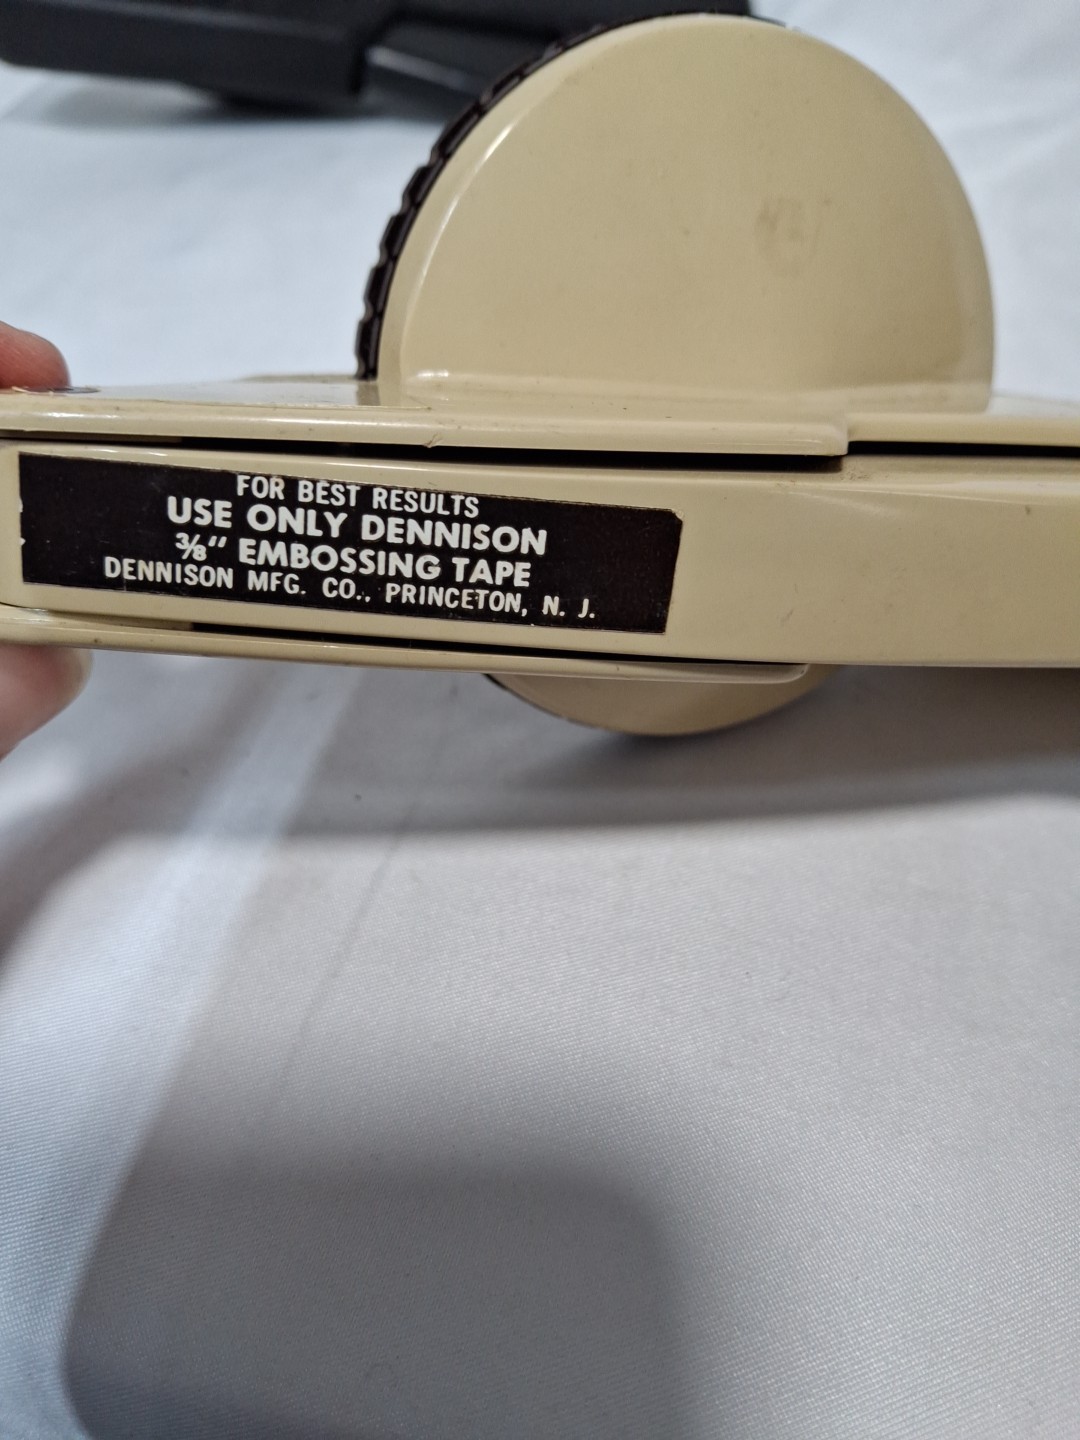 FOR BEST RESULTS
USE ONLY DENNISON
3/8" EMBOSSING TAPE
DENNISON MFG. CO., PRINCETON, N. J.